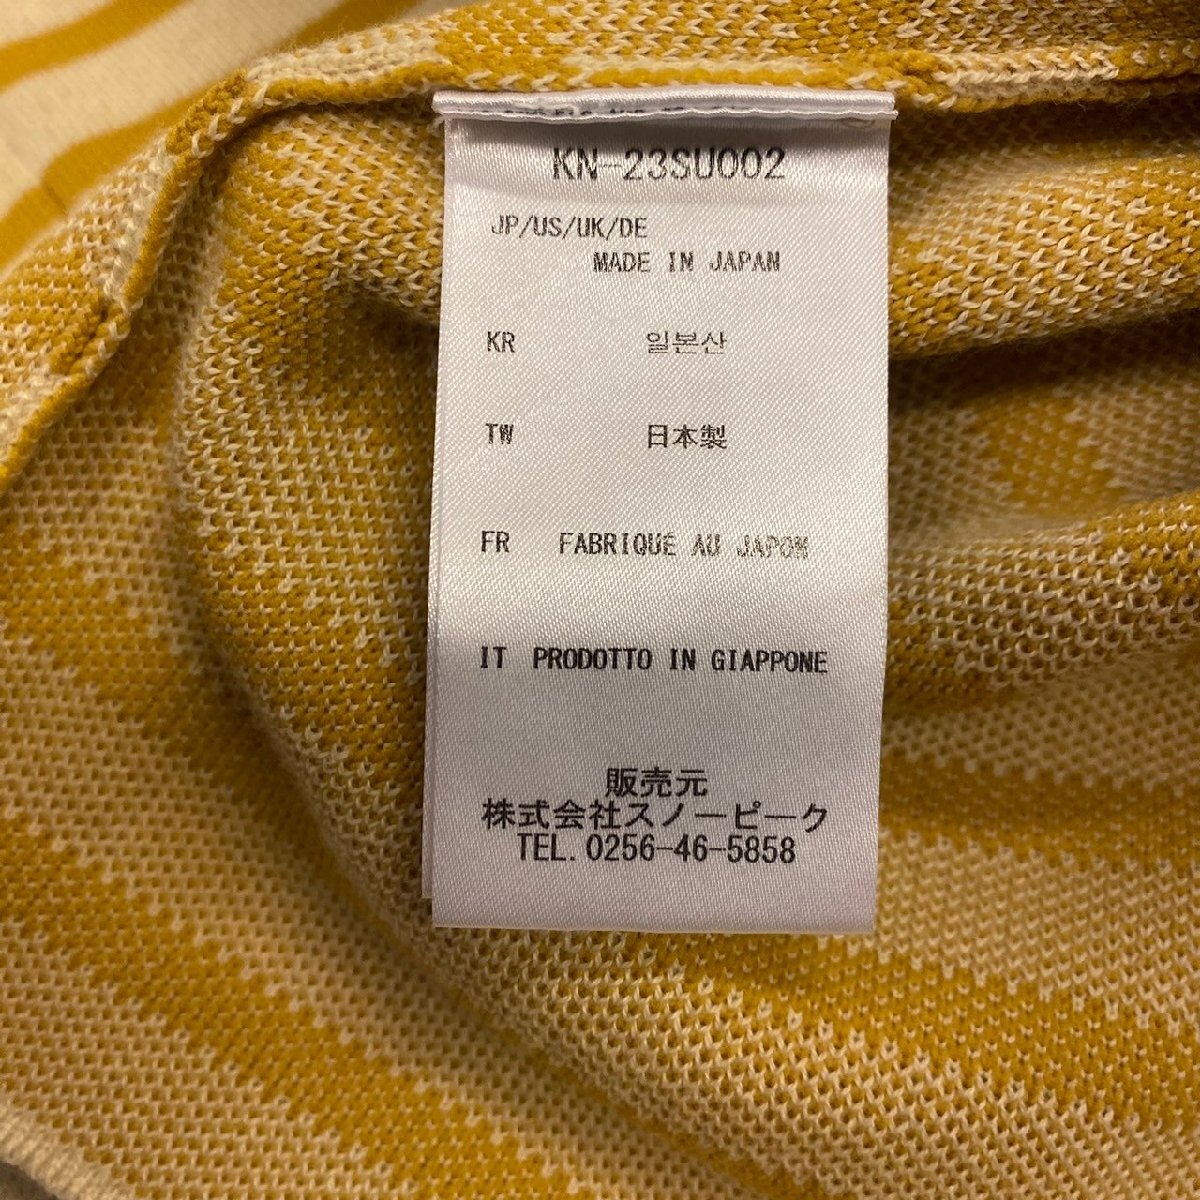 KN-23SU002
JP/US/UK/DE
MADE IN JAPAN
KR 일본산
TW 日本製
FR FABRIQUE AU JAPON
IT PRODOTTO IN GIAPPONE
販売元
株式会社スノーピーク
TEL. 0256-46-5858